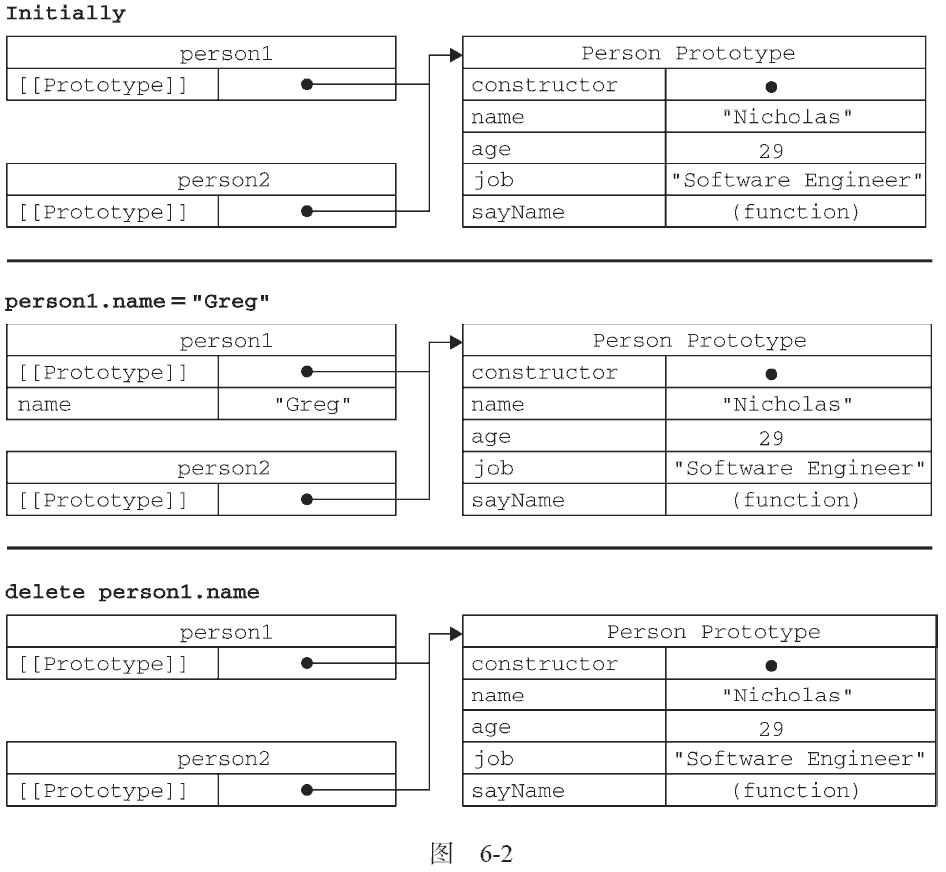 Initially
person1
[[Prototype]]
Person Prototype
constructor
name "Nicholas"
age 29
job "Software Engineer"
sayName (function)
person2
[[Prototype]]
person1.name = "Greg"
person1
[[Prototype]]
name "Greg"
Person Prototype
constructor
name "Nicholas"
age 29
job "Software Engineer"
sayName (function)
person2
[[Prototype]]
delete person1.name
person1
[[Prototype]]
Person Prototype
constructor
name "Nicholas"
age 29
job "Software Engineer"
sayName (function)
person2
[[Prototype]]
图 6-2